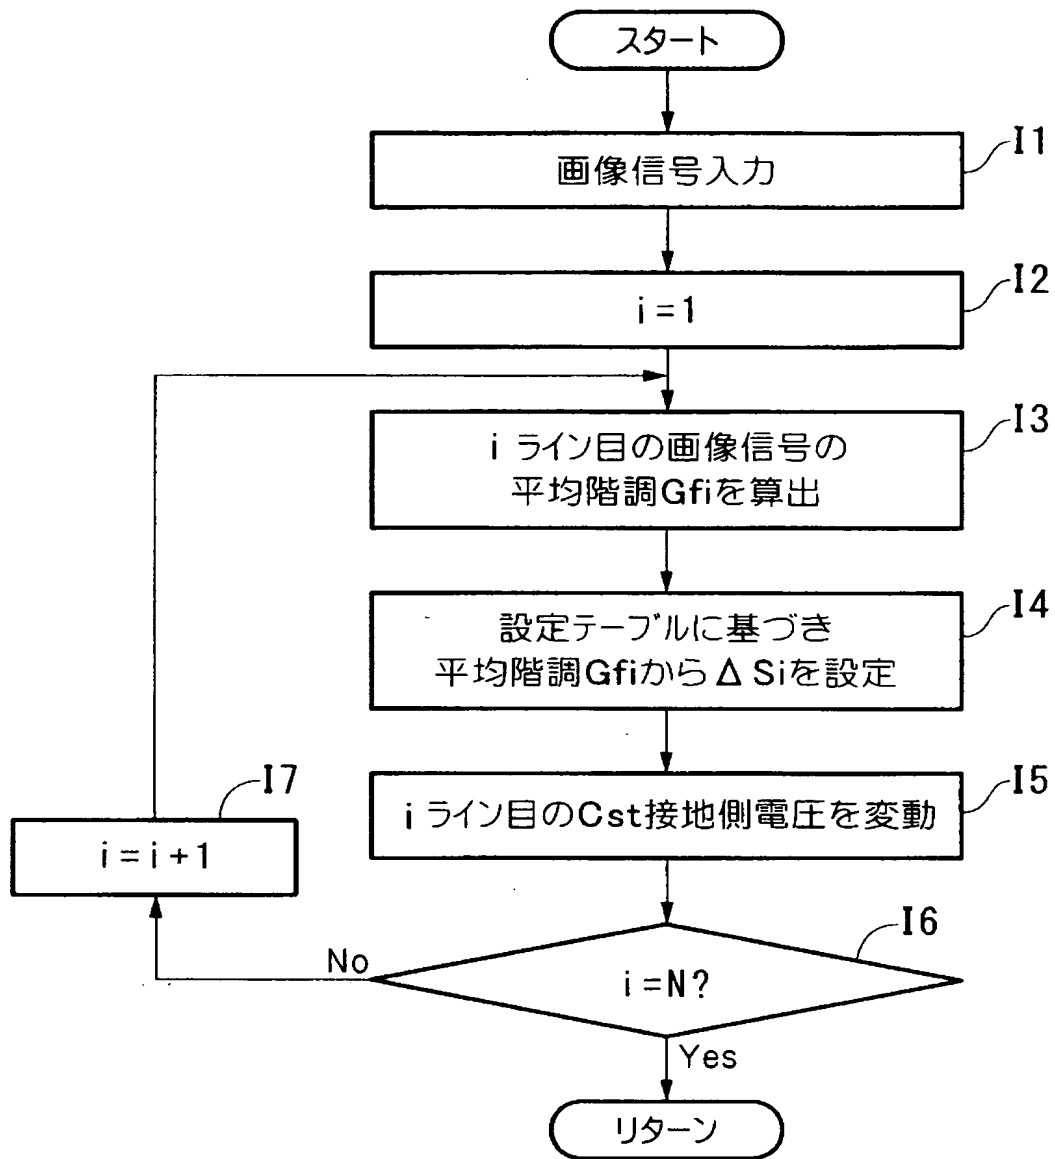 スタート
画像信号入力
I1
i=1
I2
i ライン目の画像信号の
平均階調Gfiを算出
I3
設定テーブルに基づき
平均階調GfiからΔSiを設定
I4
i ライン目のCst接地側電圧を変動
I5
i=i+1
I7
i=N?
I6
No
Yes
リターン